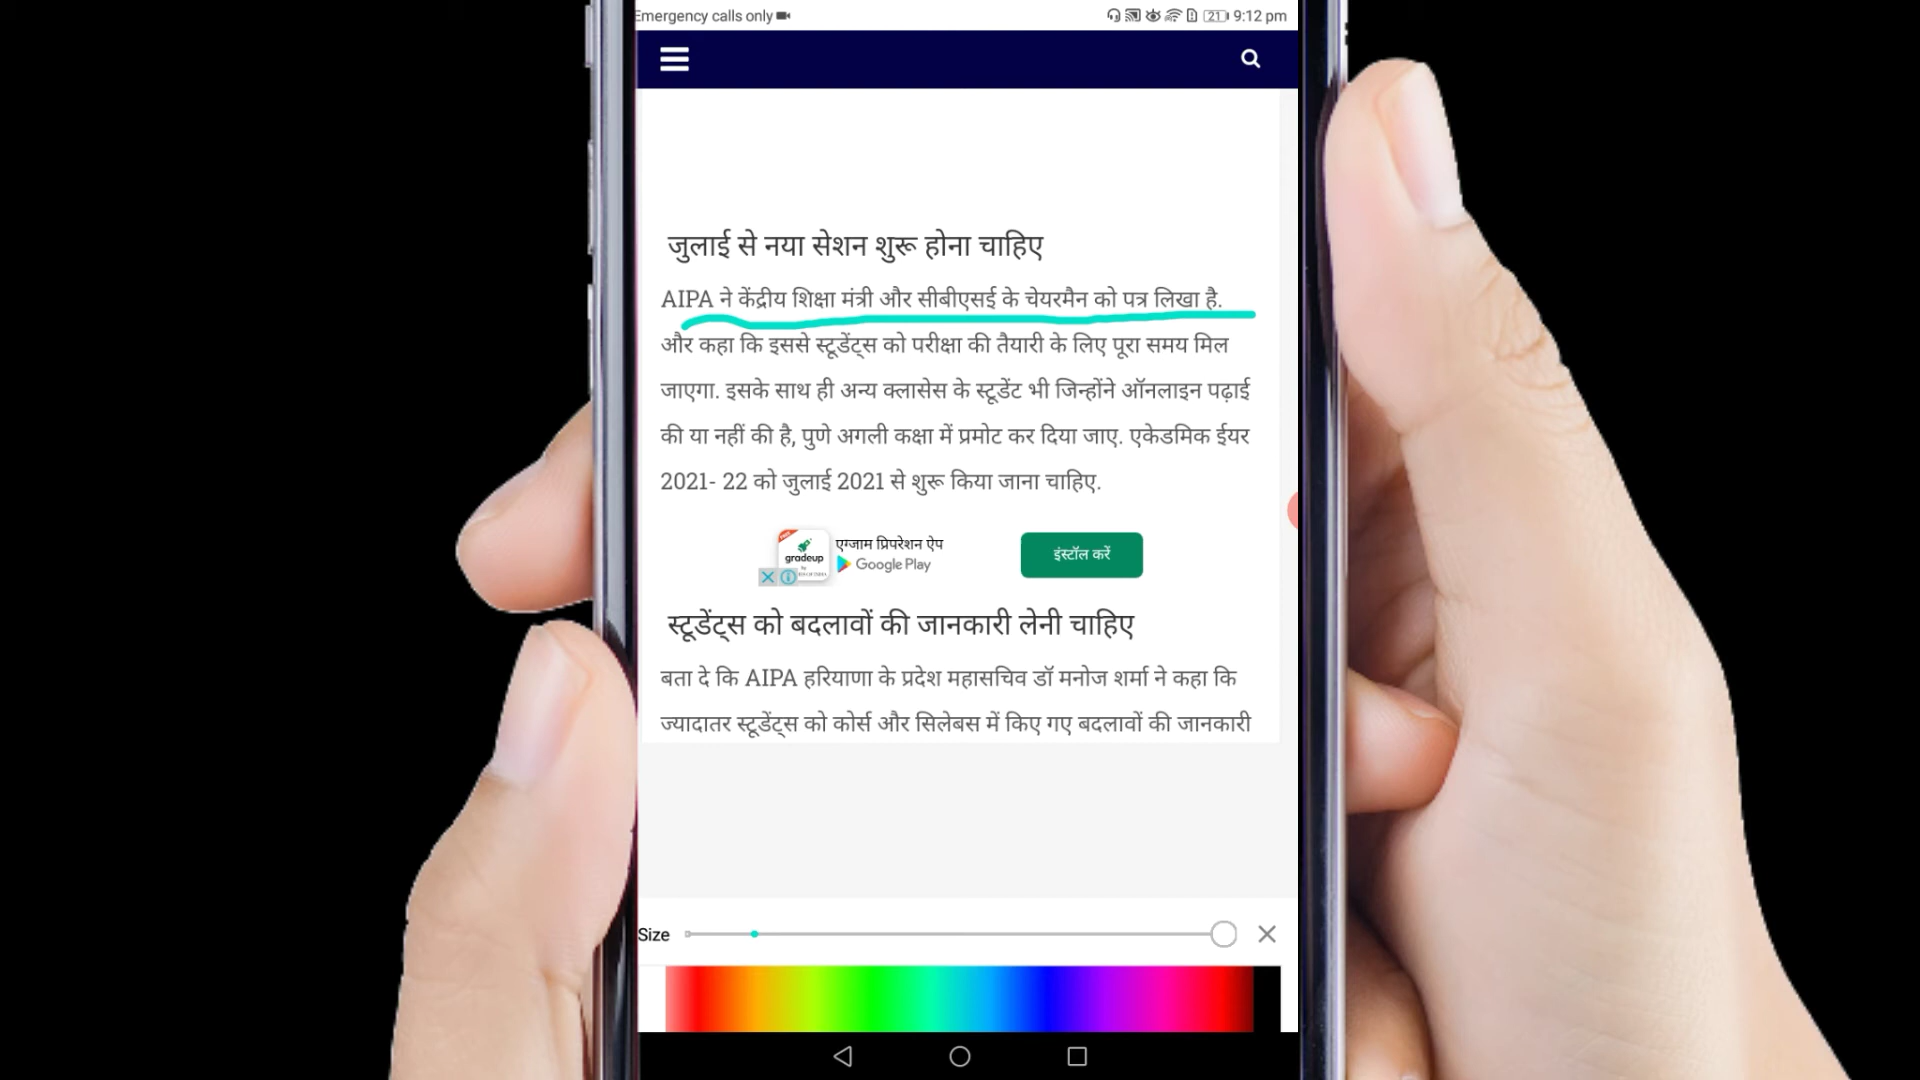 Emergency calls only
21 9:12 pm
जुलाई से नया सेशन शुरू होना चाहिए
AIPA ने केंद्रीय शिक्षा मंत्री और सीबीएसई के चेयरमैन को पत्र लिखा है.
और कहा कि इससे स्टूडेंट्स को परीक्षा की तैयारी के लिए पूरा समय मिल
जाएगा. इसके साथ ही अन्य क्लासेस के स्टूडेंट भी जिन्होंने ऑनलाइन पढ़ाई
की या नहीं की है, पुणे अगली कक्षा में प्रमोट कर दिया जाए. एकेडमिक ईयर
2021- 22 को जुलाई 2021 से शुरू किया जाना चाहिए.
gradeup
एग्जाम प्रिपरेशन ऐप
Google Play
इंस्टॉल करें
स्टूडेंट्स को बदलावों की जानकारी लेनी चाहिए
बता दे कि AIPA हरियाणा के प्रदेश महासचिव डॉ मनोज शर्मा ने कहा कि
ज्यादातर स्टूडेंट्स को कोर्स और सिलेबस में किए गए बदलावों की जानकारी
Size